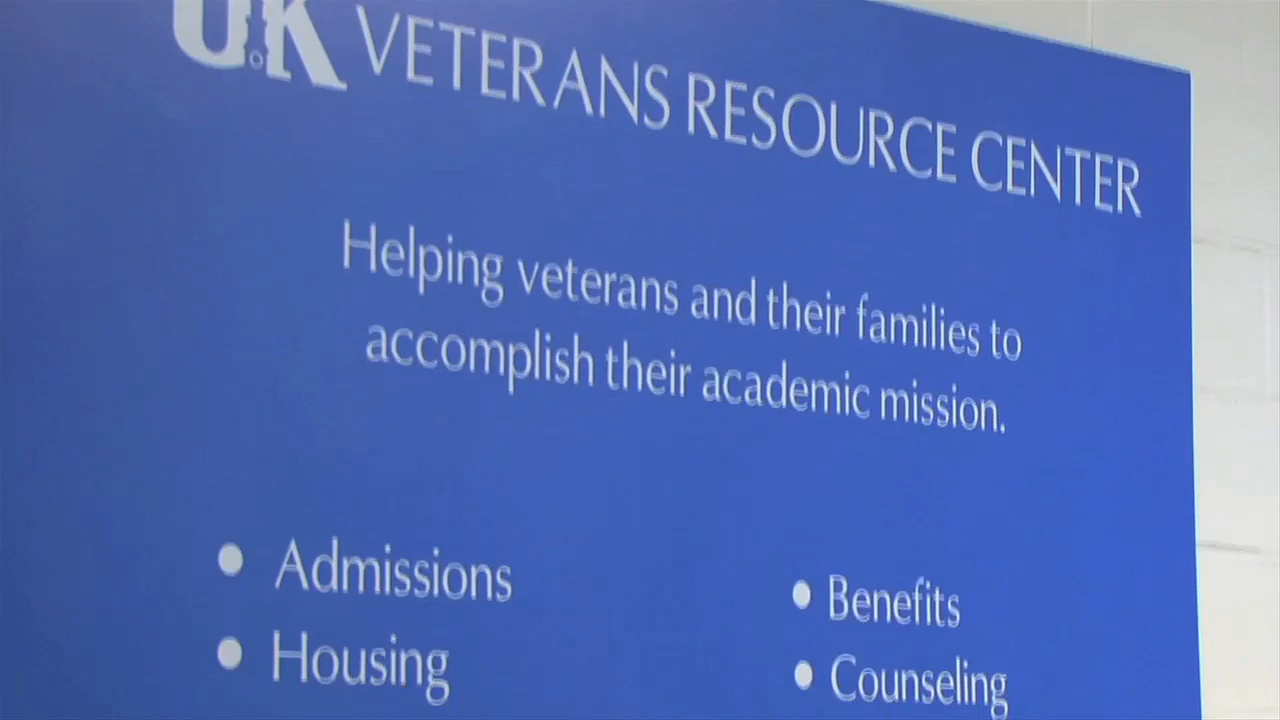 UK VETERANS RESOURCE CENTER
Helping veterans and their families to
accomplish their academic mission.
• Admissions
• Housing
• Benefits
• Counseling